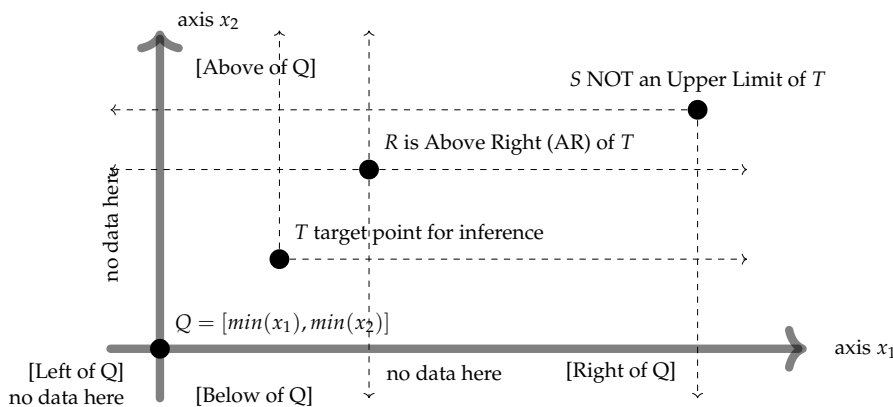 axis x₂
[Above of Q]
S NOT an Upper Limit of T
R is Above Right (AR) of T
no data here
T target point for inference
Q = [min(x₁), min(x₂)]
axis x₁
[Left of Q]
no data here
[Below of Q]
no data here
[Right of Q]